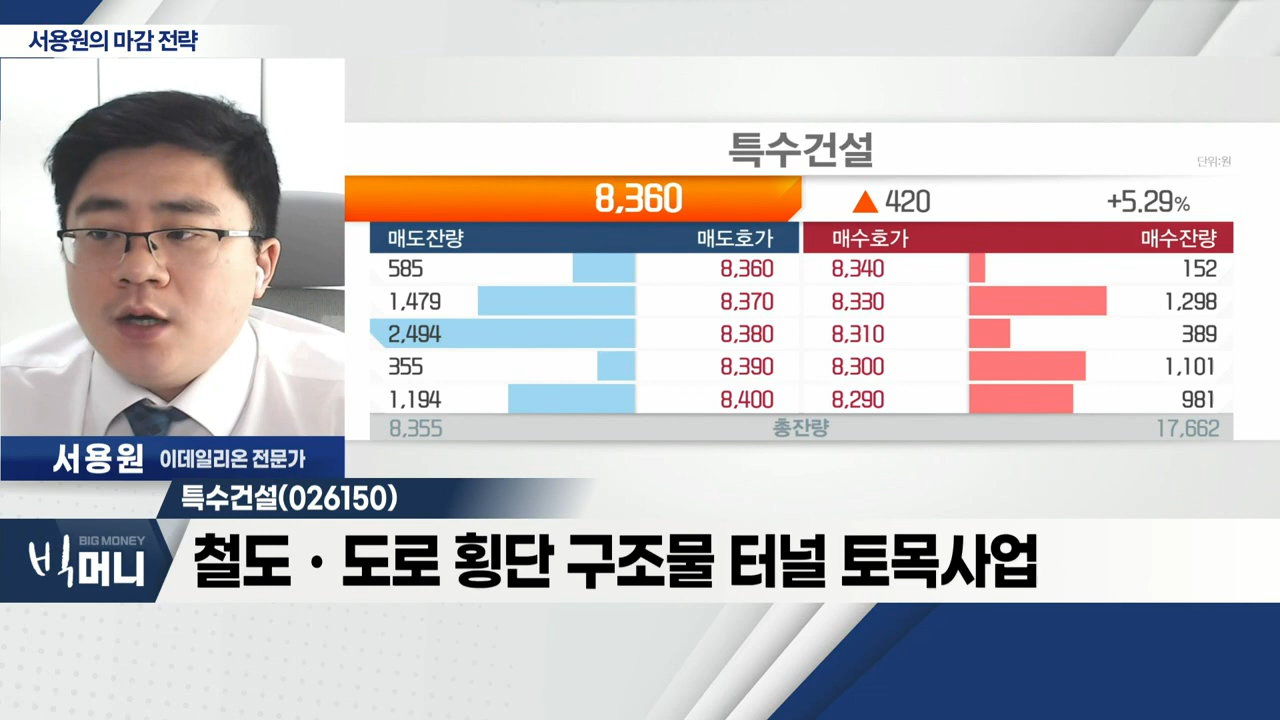 서용원의 마감 전략
특수건설
단위:원
8,360 ▲ 420 +5.29%
매도잔량 매도호가 매수호가 매수잔량
585 8,360 8,340 152
1,479 8,370 8,330 1,298
2,494 8,380 8,310 389
355 8,390 8,300 1,101
1,194 8,400 8,290 981
8,355 총잔량 17,662
서용원 이데일리온 전문가
특수건설(026150)
BIG MONEY
빅머니
철도·도로 횡단 구조물 터널 토목사업